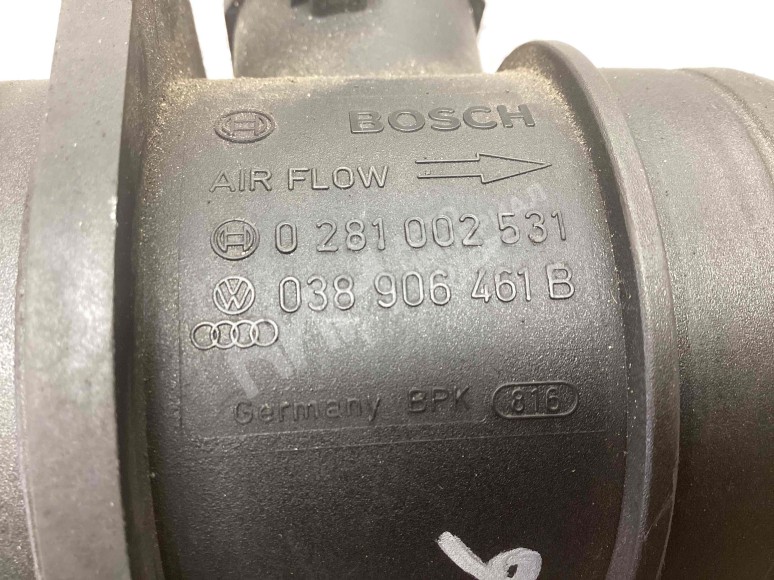 BOSCH
AIR FLOW
0 281 002 531
038 906 461 B
Germany BPK 816